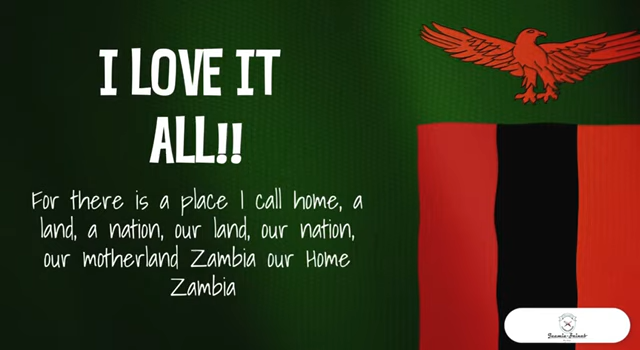 I LOVE IT
ALL!!
For there is a place I call home, a
land, a nation, our land, our nation,
our motherland Zambia our Home
Zambia